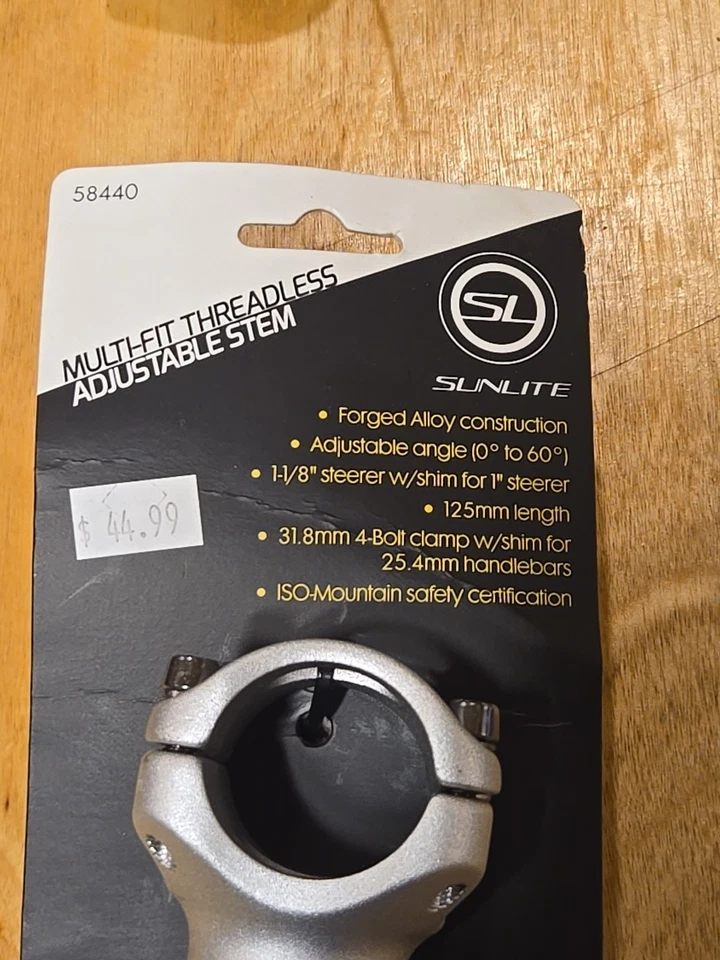 58440
MULTI-FIT THREADLESS
ADJUSTABLE STEM
SL
SUNLITE
• Forged Alloy construction
• Adjustable angle (0° to 60°)
• 1-1/8" steerer w/shim for 1" steerer
• 125mm length
• 31.8mm 4-Bolt clamp w/shim for
25.4mm handlebars
• ISO-Mountain safety certification
$ 44.99